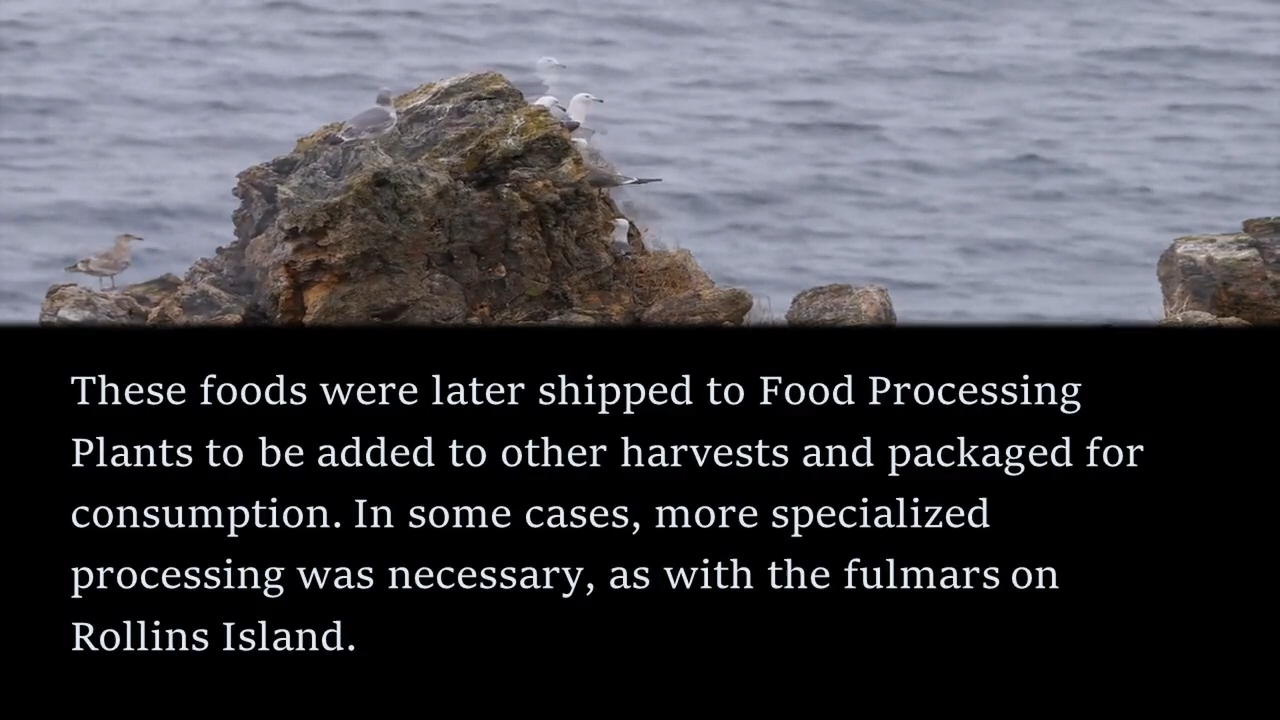 These foods were later shipped to Food Processing
Plants to be added to other harvests and packaged for
consumption. In some cases, more specialized
processing was necessary, as with the fulmars on
Rollins Island.